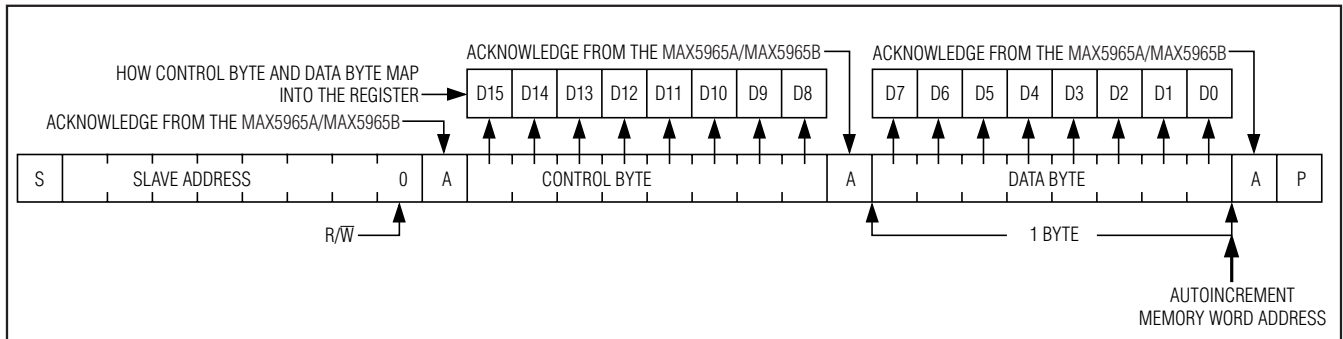 ACKNOWLEDGE FROM THE MAX5965A/MAX5965B
ACKNOWLEDGE FROM THE MAX5965A/MAX5965B
HOW CONTROL BYTE AND DATA BYTE MAP
INTO THE REGISTER
D15 D14 D13 D12 D11 D10 D9 D8
D7 D6 D5 D4 D3 D2 D1 D0
ACKNOWLEDGE FROM THE MAX5965A/MAX5965B
S SLAVE ADDRESS 0 A CONTROL BYTE A DATA BYTE A P
R/W̅
1 BYTE
AUTOINCREMENT
MEMORY WORD ADDRESS